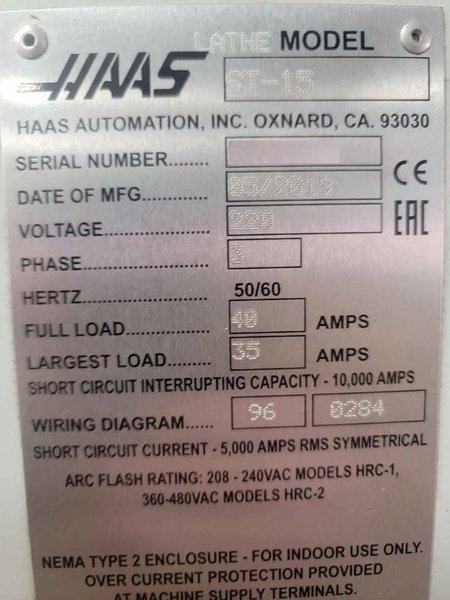 LATHE MODEL
HAAS ST-15
HAAS AUTOMATION, INC. OXNARD, CA. 93030
SERIAL NUMBER........
DATE OF MFG........ 05/2019 CE
VOLTAGE............... 220 EAC
PHASE................... 3
HERTZ................... 50/60
FULL LOAD........... 40 AMPS
LARGEST LOAD........ 35 AMPS
SHORT CIRCUIT INTERRUPTING CAPACITY - 10,000 AMPS
WIRING DIAGRAM...... 96 0284
SHORT CIRCUIT CURRENT - 5,000 AMPS RMS SYMMETRICAL
ARC FLASH RATING: 208 - 240VAC MODELS HRC-1,
360-480VAC MODELS HRC-2
NEMA TYPE 2 ENCLOSURE - FOR INDOOR USE ONLY.
OVER CURRENT PROTECTION PROVIDED
AT MACHINE SUPPLY TERMINALS.